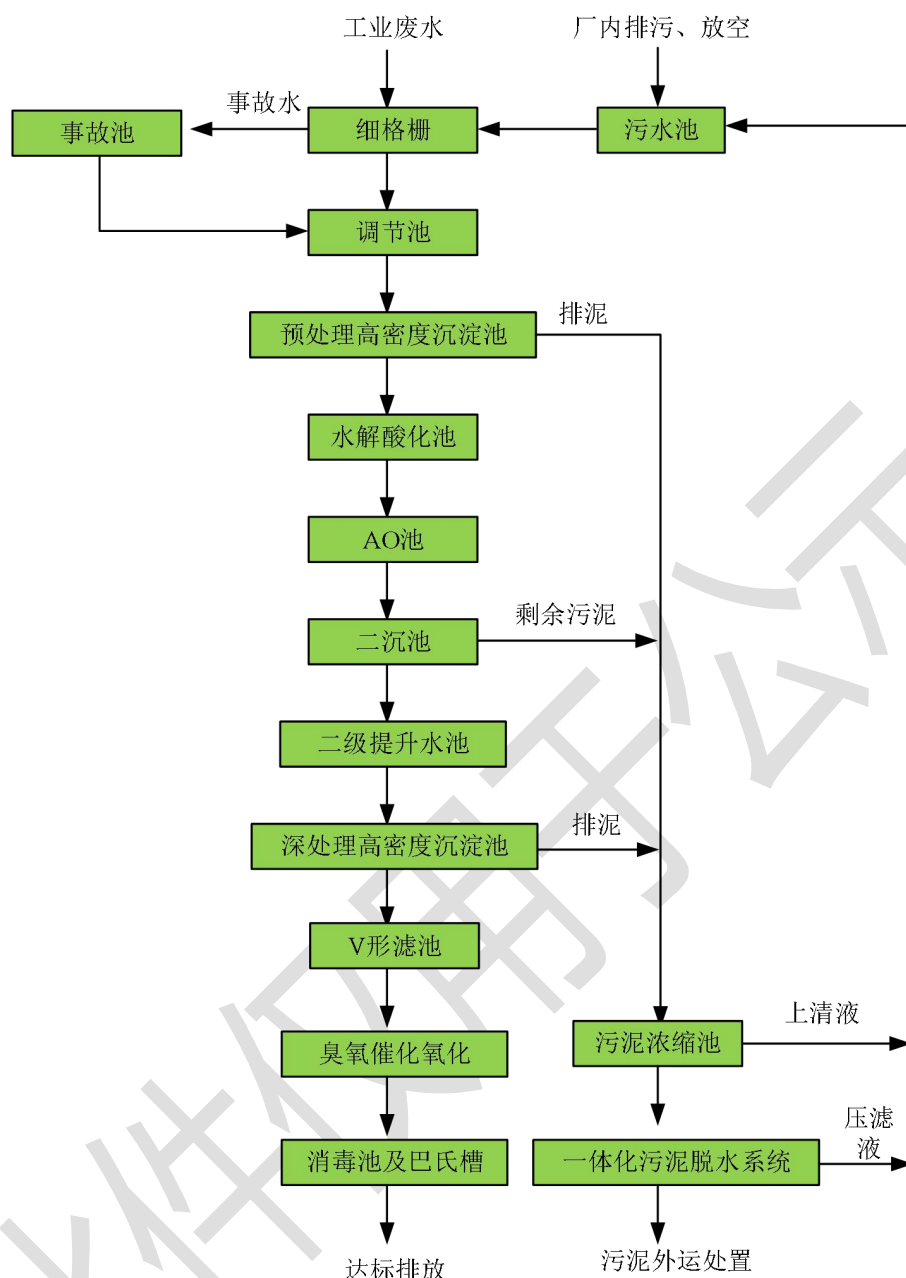 工业废水
厂内排污、放空
事故水
事故池
细格栅
污水池
调节池
预处理高密度沉淀池
排泥
水解酸化池
AO池
剩余污泥
二沉池
二级提升水池
排泥
深处理高密度沉淀池
V形滤池
上清液
臭氧催化氧化
污泥浓缩池
压滤
液
消毒池及巴氏槽
一体化污泥脱水系统
达标排放
污泥外运处置
件仅用于公示